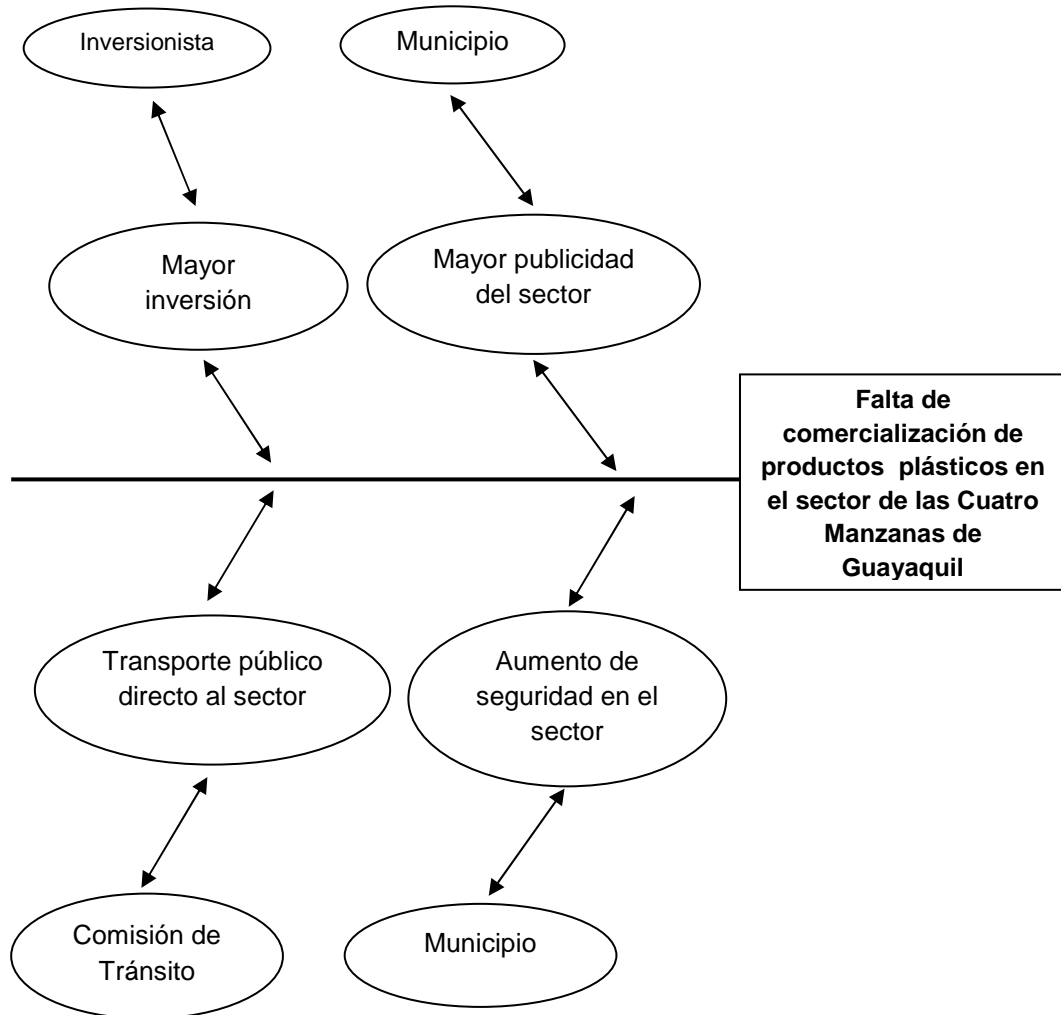 Inversionista
Municipio
Mayor
inversión
Mayor publicidad
del sector
Falta de
comercialización de
productos plásticos en
el sector de las Cuatro
Manzanas de
Guayaquil
Transporte público
directo al sector
Aumento de
seguridad en el
sector
Comisión de
Tránsito
Municipio